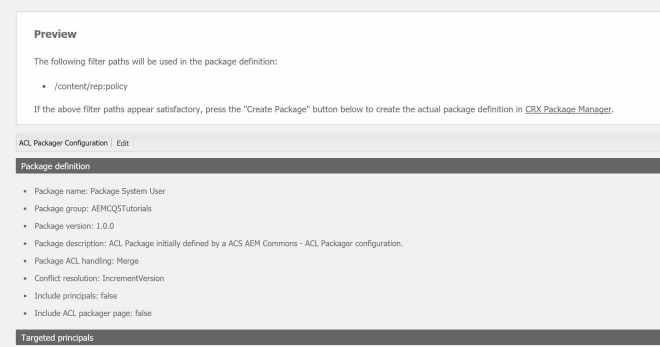 Preview
The following filter paths will be used in the package definition:
• /content/rep:policy
If the above filter paths appear satisfactory, press the "Create Package" button below to create the actual package definition in CRX Package Manager.
ACL Packager Configuration | Edit
Package definition
• Package name: Package System User
• Package group: AEMCQ5Tutorials
• Package version: 1.0.0
• Package description: ACL Package initially defined by a ACS AEM Commons - ACL Packager configuration.
• Package ACL handling: Merge
• Conflict resolution: IncrementVersion
• Include principals: false
• Include ACL packager page: false
Targeted principals